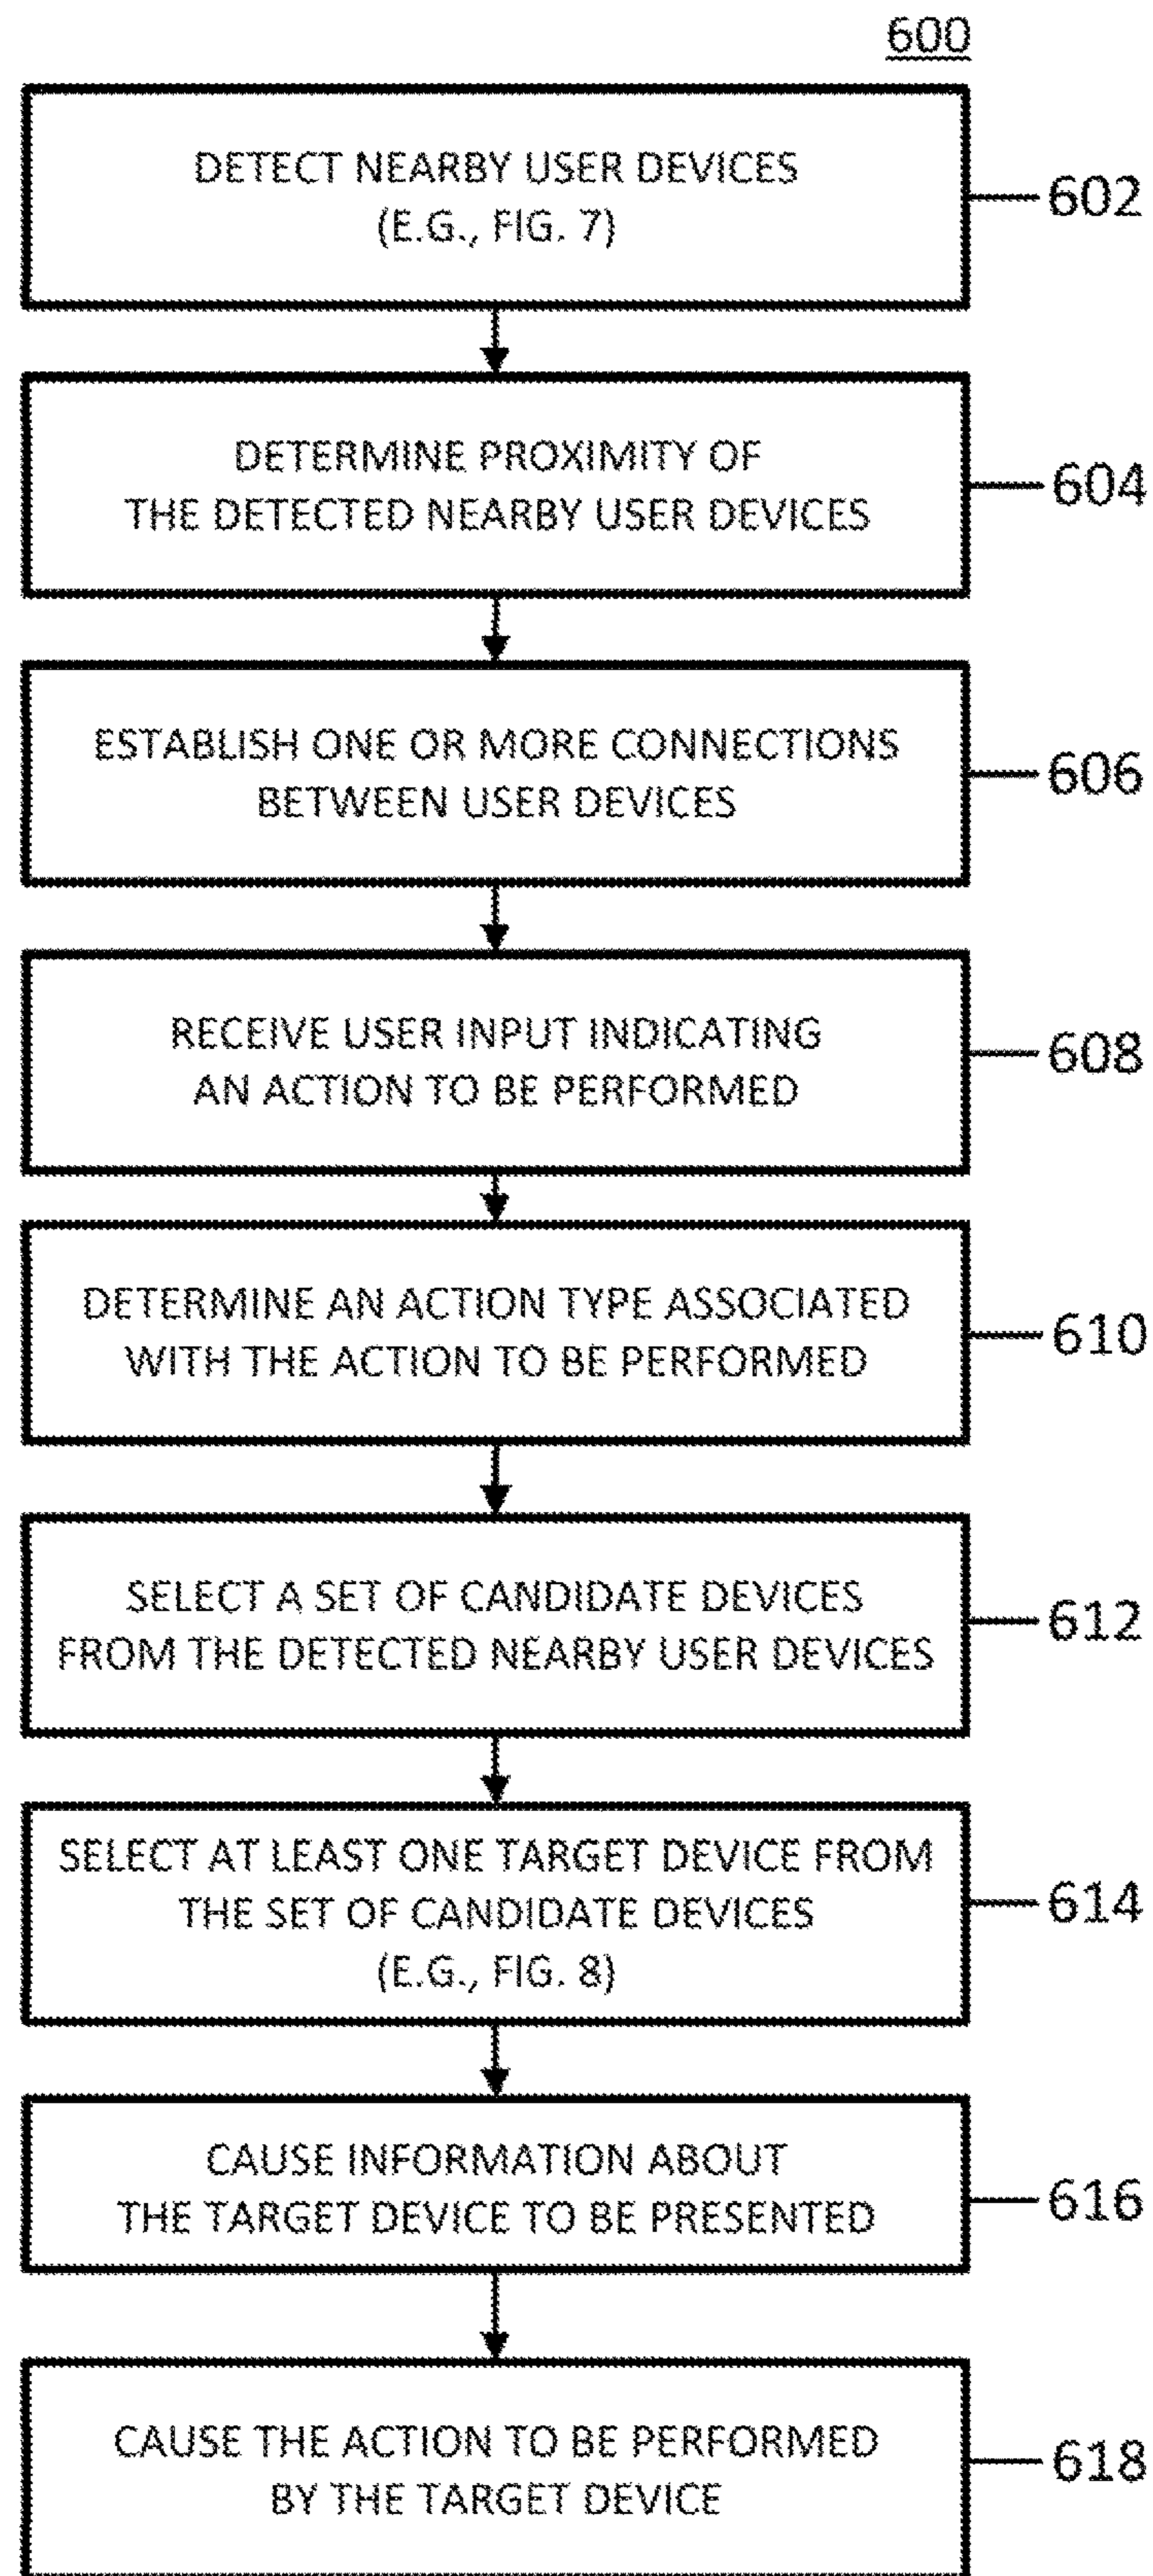 600
DETECT NEARBY USER DEVICES
(E.G., FIG. 7)
602
DETERMINE PROXIMITY OF
THE DETECTED NEARBY USER DEVICES
604
ESTABLISH ONE OR MORE CONNECTIONS
BETWEEN USER DEVICES
606
RECEIVE USER INPUT INDICATING
AN ACTION TO BE PERFORMED
608
DETERMINE AN ACTION TYPE ASSOCIATED
WITH THE ACTION TO BE PERFORMED
610
SELECT A SET OF CANDIDATE DEVICES
FROM THE DETECTED NEARBY USER DEVICES
612
SELECT AT LEAST ONE TARGET DEVICE FROM
THE SET OF CANDIDATE DEVICES
(E.G., FIG. 8)
614
CAUSE INFORMATION ABOUT
THE TARGET DEVICE TO BE PRESENTED
616
CAUSE THE ACTION TO BE PERFORMED
BY THE TARGET DEVICE
618